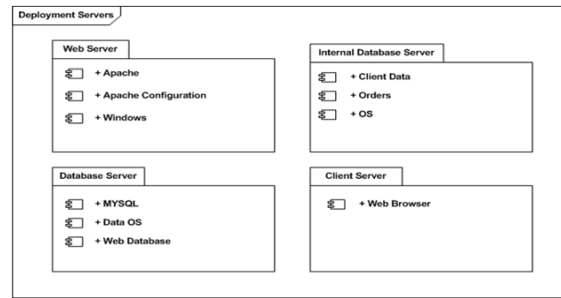 Deployment Servers
Web Server
+ Apache
+ Apache Configuration
+ Windows
Internal Database Server
+ Client Data
+ Orders
+ OS
Database Server
+ MYSQL
+ Data OS
+ Web Database
Client Server
+ Web Browser